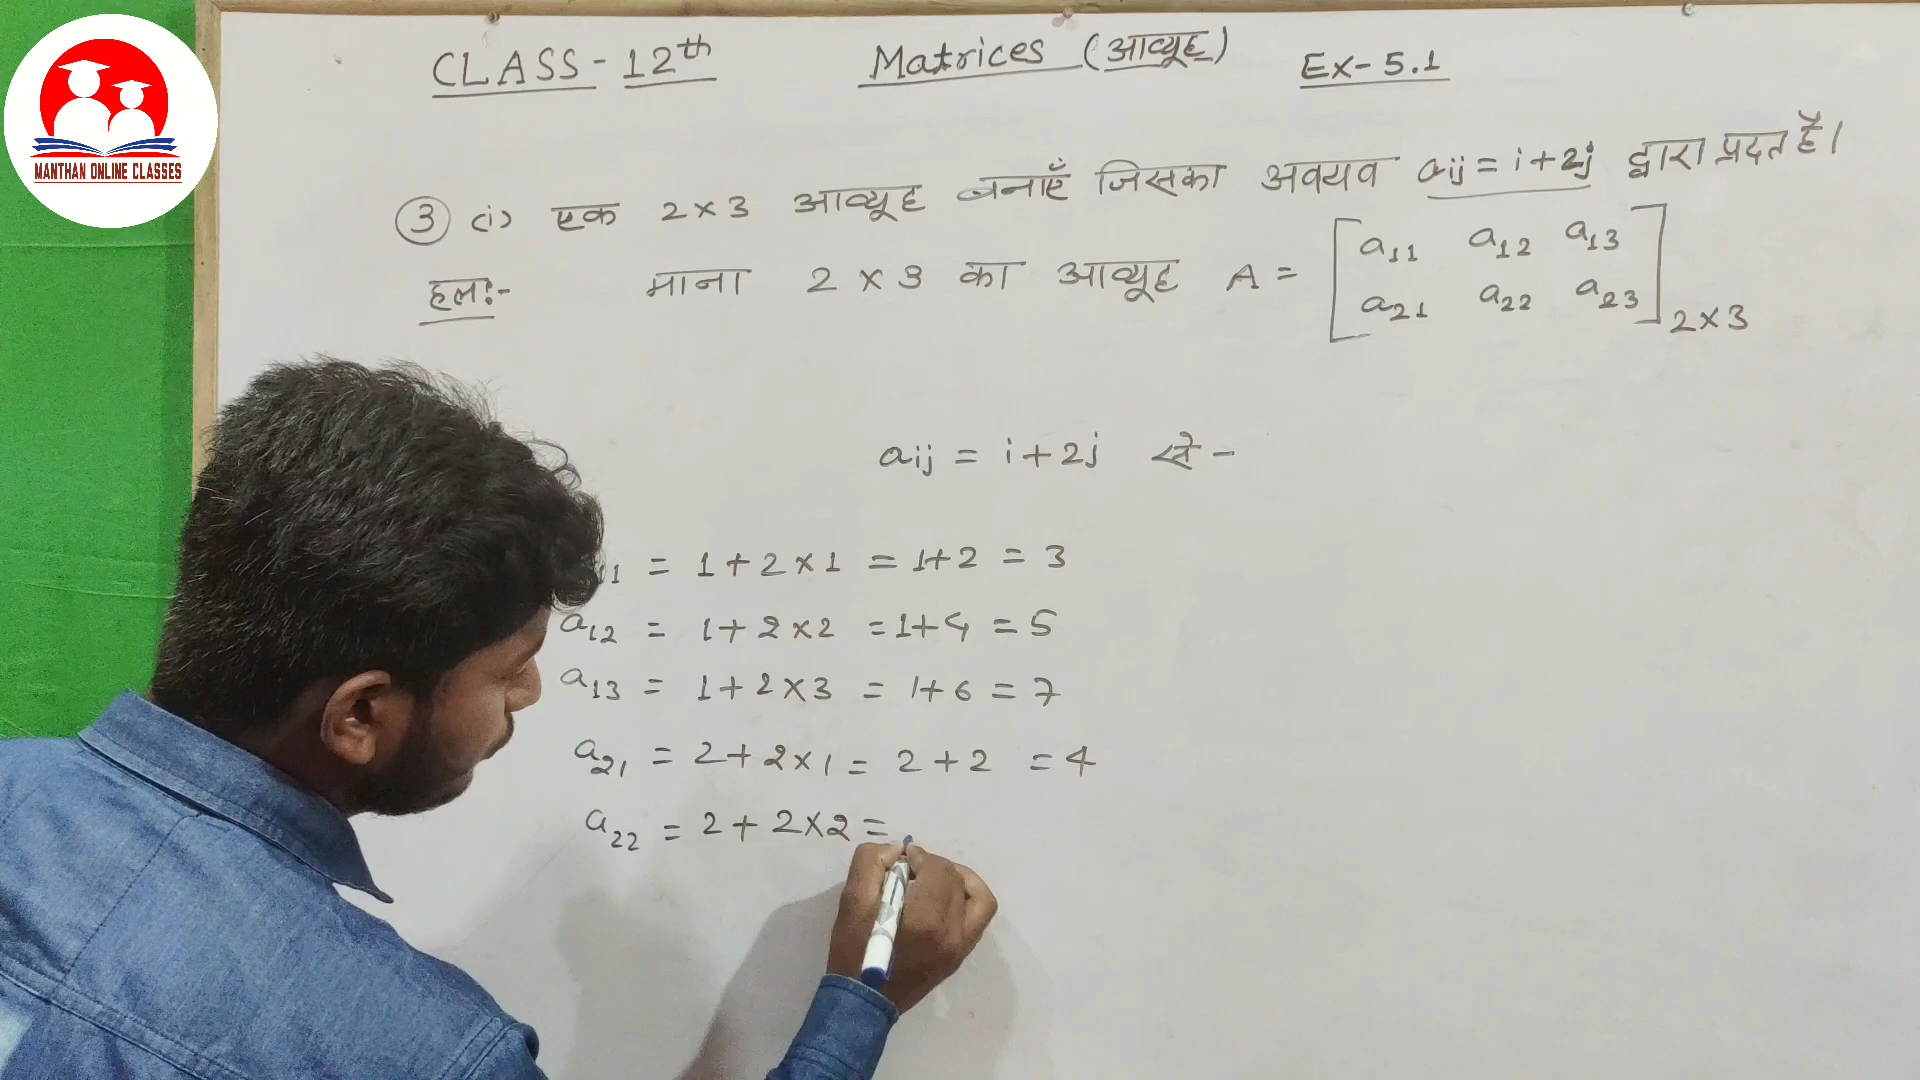 MANTHAN ONLINE CLASSES
CLASS-12th Matrices (आव्यूह) Ex-5.1
③ (i) एक 2×3 आव्यूह बनाएँ जिसका अवयव aij = i+2j द्वारा प्रदत है।
हलः- माना 2 × 3 का आव्यूह A =
a11 a12 a13
a21 a22 a23
2×3
aij = i+2j से -
1 = 1+2×1 = 1+2 = 3
a12 = 1+2×2 = 1+4 = 5
a13 = 1+2×3 = 1+6 = 7
a21 = 2+2×1 = 2+2 = 4
a22 = 2+2×2 =